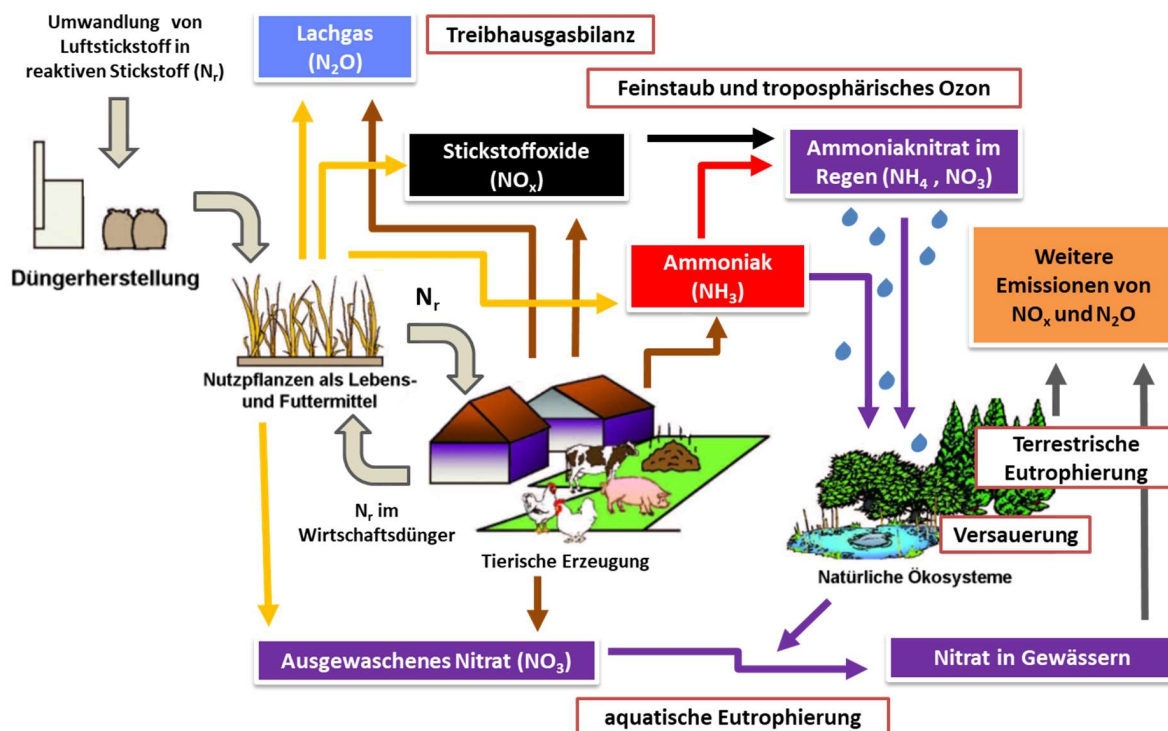 Umwandlung von
Luftstickstoff in
reaktiven Stickstoff (Nᵣ)
Lachgas
(N₂O)
Treibhausgasbilanz
Feinstaub und troposphärisches Ozon
Stickstoffoxide
(NOₓ)
Ammoniaknitrat im
Regen (NH₄ , NO₃)
Düngerherstellung
Ammoniak
(NH₃)
Weitere
Emissionen von
NOₓ und N₂O
Nᵣ
Nutzpflanzen als Lebens-
und Futtermittel
Terrestrische
Eutrophierung
Nᵣ im
Wirtschaftsdünger
Versauerung
Tierische Erzeugung
Natürliche Ökosysteme
Ausgewaschenes Nitrat (NO₃)
Nitrat in Gewässern
aquatische Eutrophierung